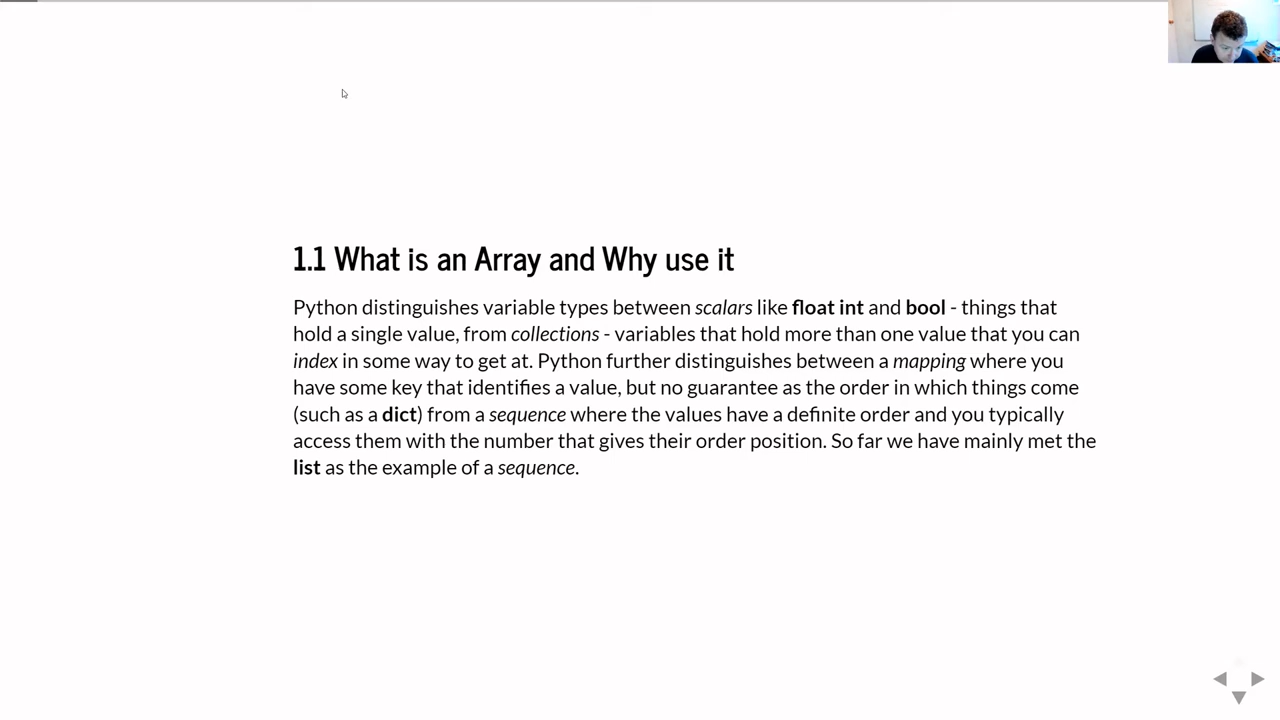 1.1 What is an Array and Why use it
Python distinguishes variable types between scalars like float int and bool - things that
hold a single value, from collections - variables that hold more than one value that you can
index in some way to get at. Python further distinguishes between a mapping where you
have some key that identifies a value, but no guarantee as the order in which things come
(such as a dict) from a sequence where the values have a definite order and you typically
access them with the number that gives their order position. So far we have mainly met the
list as the example of a sequence.